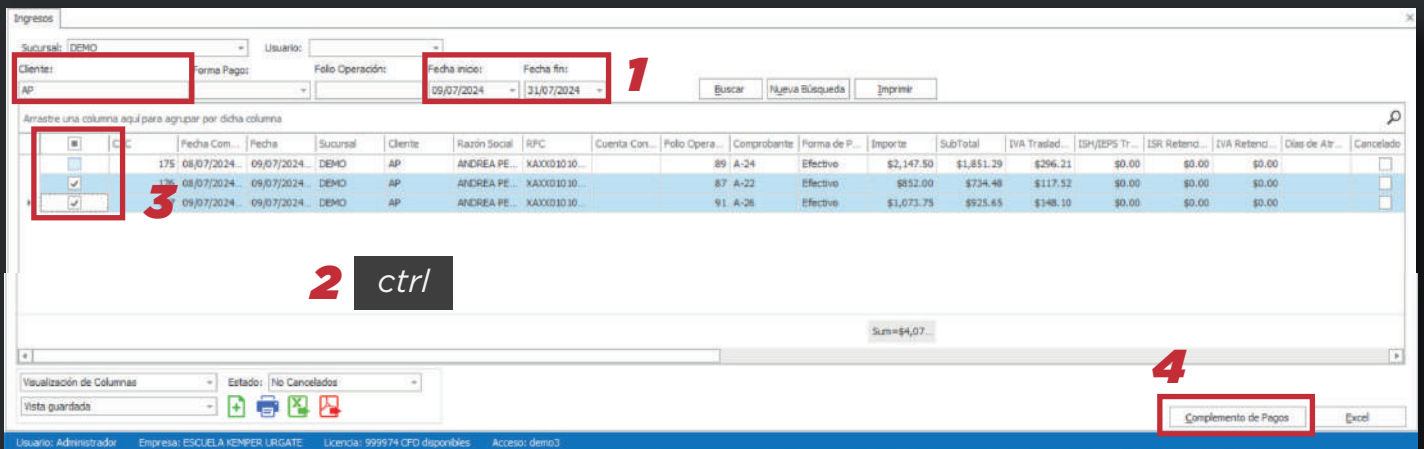 Ingresos
Sucursal: DEMO Usuario:
Cliente: Forma Pago: Folio Operación: Fecha inicio: Fecha fin: 1
AP 09/07/2024 31/07/2024 Buscar Nueva Búsqueda Imprimir
Arrastre una columna aquí para agrupar por dicha columna
Fecha Com... Fecha Sucursal Cliente Razón Social RFC Cuenta Con... Folio Opera... Comprobante Forma de P... Importe SubTotal IVA Traslad... ISH/IEPS Tr... ISR Retenc... IVA Retenci... Días de Atr... Cancelado
175 08/07/2024... 09/07/2024... DEMO AP ANDREA PE... XAXX01010... 89 A-24 Efectivo $2,147.50 $1,851.29 $296.21 $0.00 $0.00 $0.00
176 08/07/2024... 09/07/2024... DEMO AP ANDREA PE... XAXX01010... 87 A-22 Efectivo $852.00 $734.48 $117.52 $0.00 $0.00 $0.00
3 09/07/2024... 09/07/2024... DEMO AP ANDREA PE... XAXX01010... 91 A-26 Efectivo $1,073.75 $925.65 $148.10 $0.00 $0.00 $0.00
2 ctrl
Sum=$4,07...
4
Visualización de Columnas Estado: No Cancelados
Vista guardada
Complemento de Pagos Excel
Usuario: Administrador Empresa: ESCUELA KEMPER URGATE Licencia: 999974 CFD disponibles Acceso: demo3